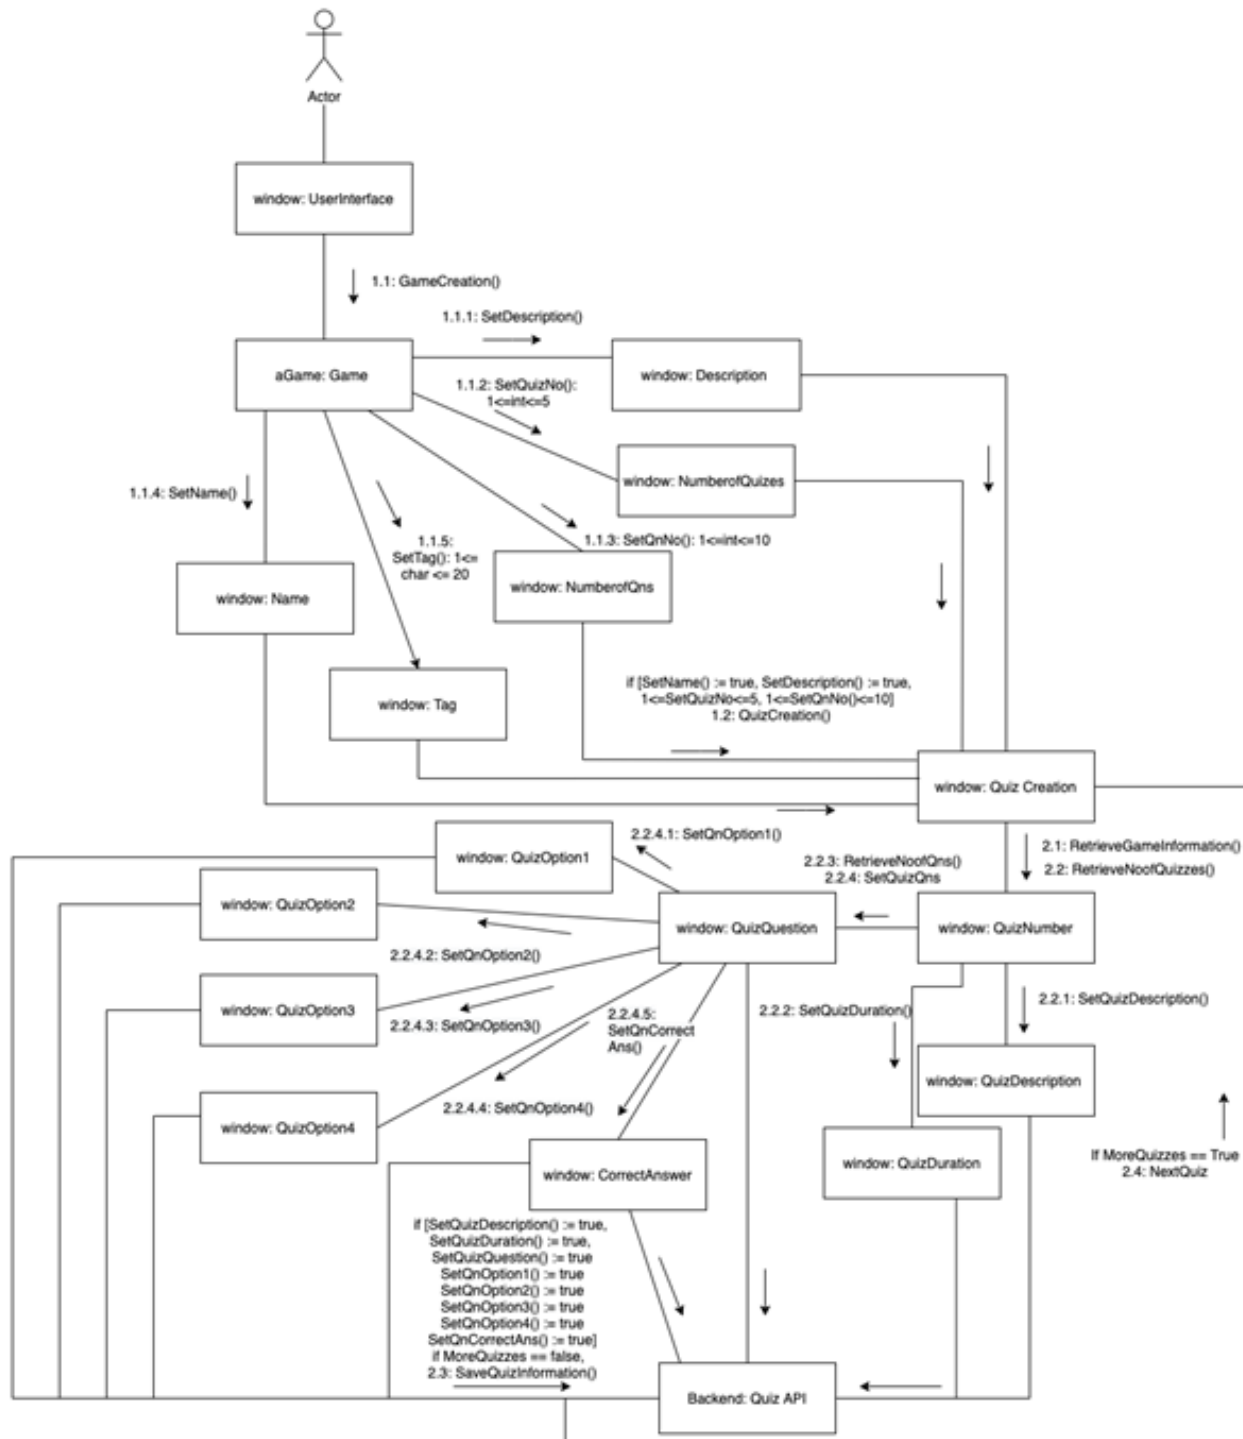 Actor
window: UserInterface
1.1: GameCreation()
1.1.1: SetDescription()
aGame: Game
window: Description
1.1.2: SetQuizNo():
1<=int<=5
window: NumberofQuizes
1.1.4: SetName()
1.1.5:
SetTag(): 1<=
char <= 20
1.1.3: SetQnNo(): 1<=int<=10
window: NumberofQns
window: Name
window: Tag
if [SetName() := true, SetDescription() := true,
1<=SetQuizNo<=5, 1<=SetQnNo()<=10]
1.2: QuizCreation()
window: Quiz Creation
2.2.4.1: SetQnOption1()
window: QuizOption1
2.1: RetrieveGameInformation()
2.2: RetrieveNoofQuizzes()
2.2.3: RetrieveNoofQns()
2.2.4: SetQuizQns
window: QuizOption2
window: QuizQuestion
window: QuizNumber
2.2.4.2: SetQnOption2()
window: QuizOption3
2.2.4.3: SetQnOption3()
2.2.4.5:
SetQnCorrect
Ans()
2.2.2: SetQuizDuration()
2.2.1: SetQuizDescription()
window: QuizDescription
2.2.4.4: SetQnOption4()
window: QuizOption4
window: CorrectAnswer
window: QuizDuration
If MoreQuizzes == True
2.4: NextQuiz
if [SetQuizDescription() := true,
SetQuizDuration() := true,
SetQuizQuestion() := true
SetQnOption1() := true
SetQnOption2() := true
SetQnOption3() := true
SetQnOption4() := true
SetQnCorrectAns() := true]
if MoreQuizzes == false,
2.3: SaveQuizInformation()
Backend: Quiz API